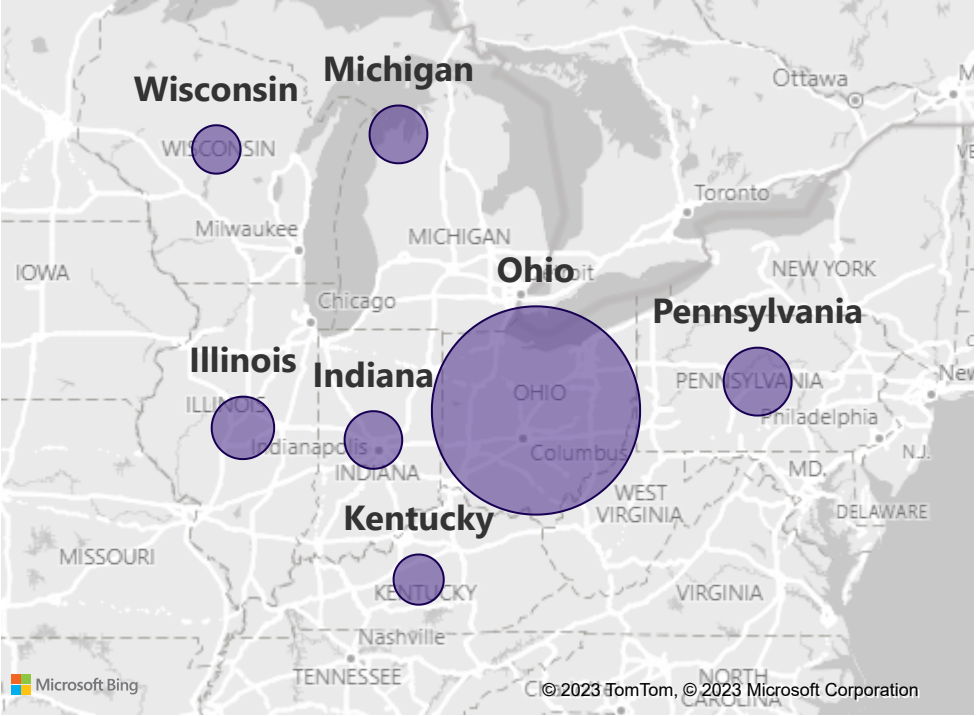 Michigan
Ottawa
M
Wisconsin
WISCONSIN
VE
Toronto
Milwaukee
MICHIGAN
IOWA
Ohio
NEW YORK
Chicago
Pennsylvania
Illinois
Indiana
New
PENNSYLVANIA
OHIO
ILLINOIS
Philadelphia
Indianapolis
Columbus
N.J.
INDIANA
MD.
WEST
VIRGINIA
DELAWARE
Kentucky
MISSOURI
KENTUCKY
VIRGINIA
Nashville
TENNESSEE
NORTH
CAROLINA
Microsoft Bing
© 2023 TomTom, © 2023 Microsoft Corporation